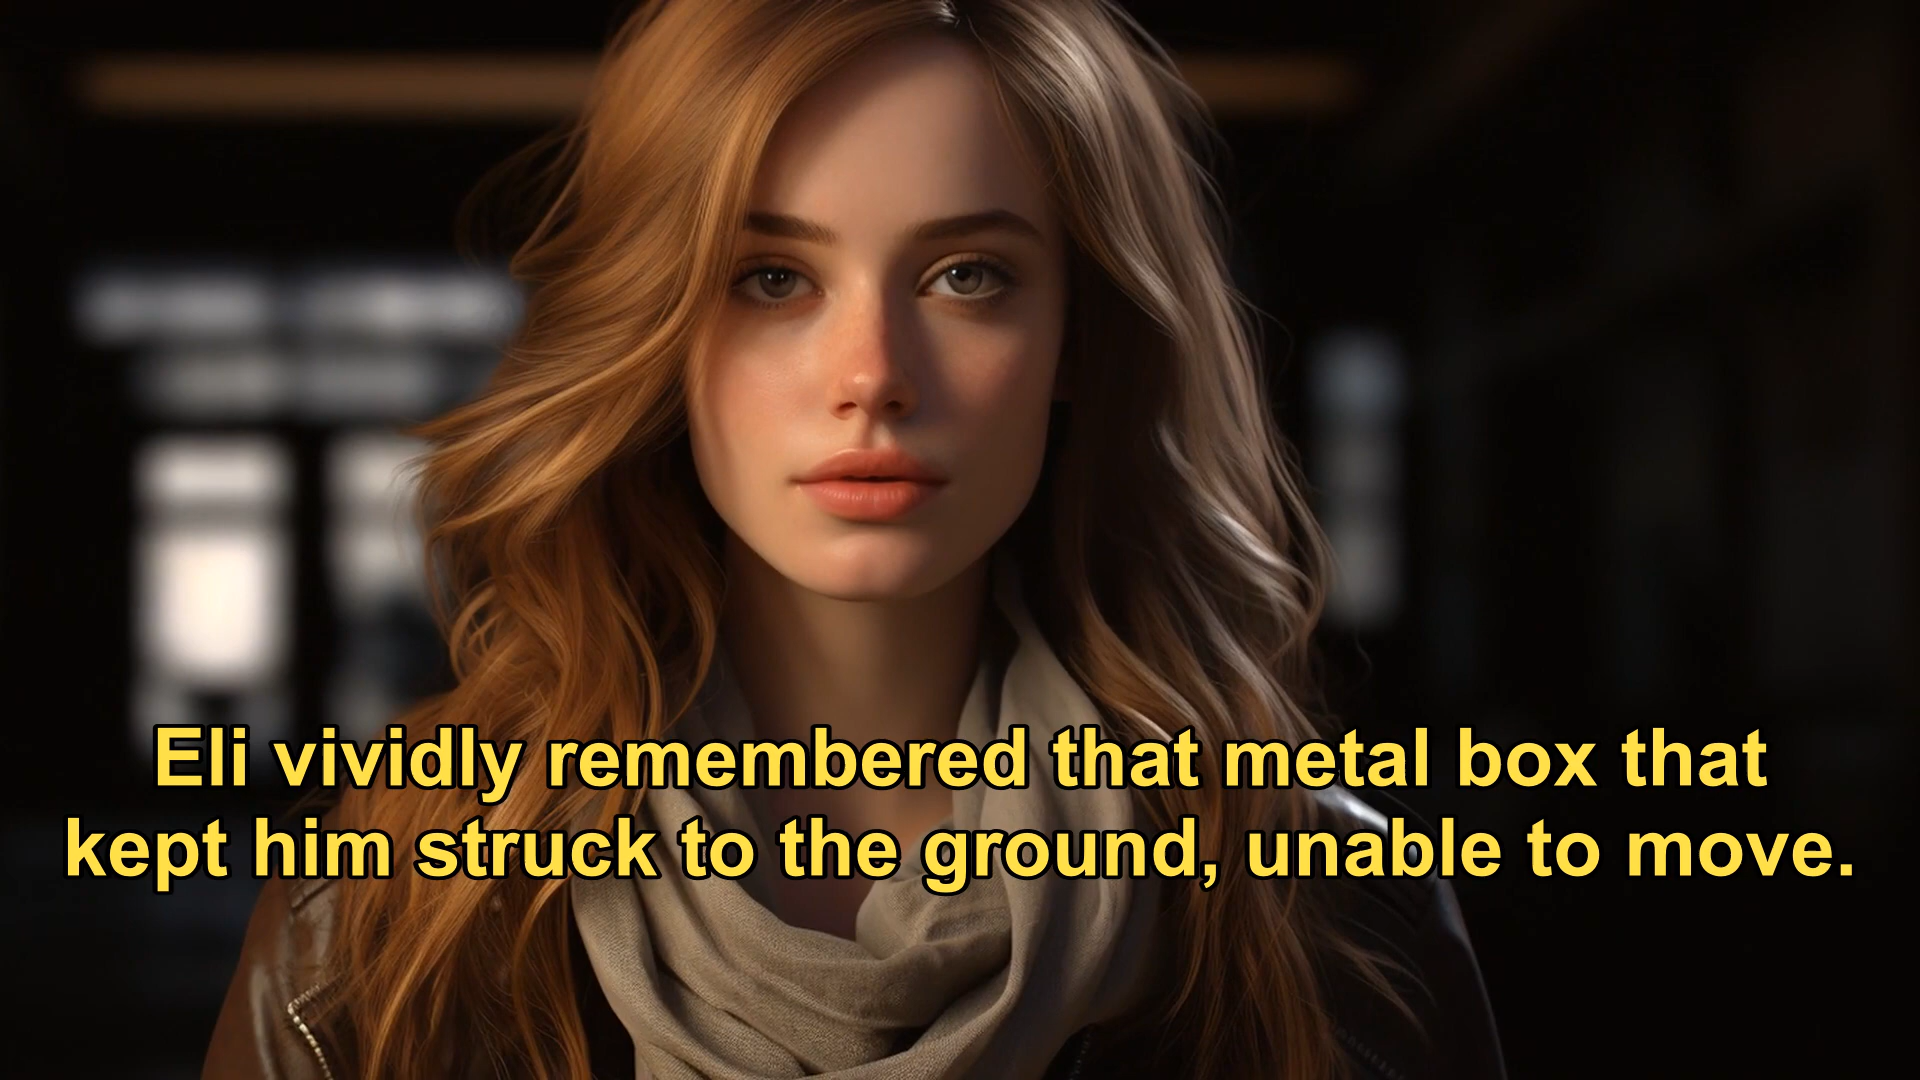 Eli vividly remembered that metal box that
kept him struck to the ground, unable to move.